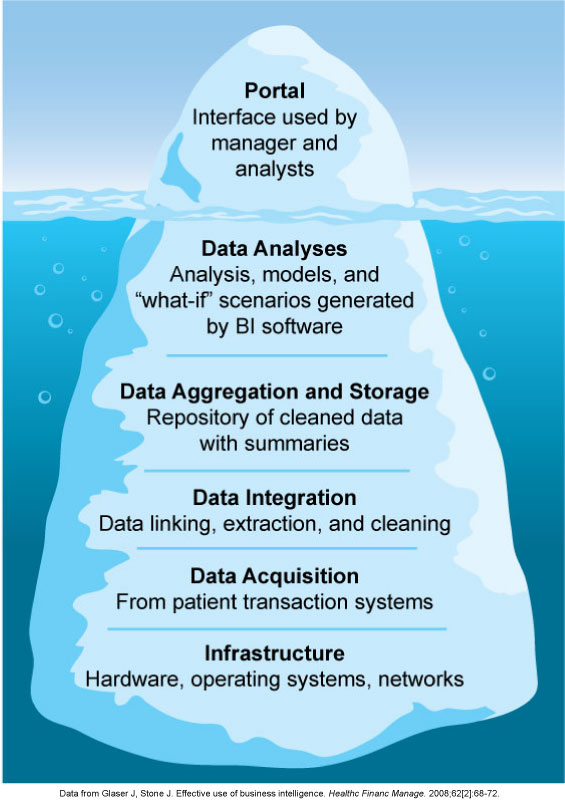 Portal
Interface used by
manager and
analysts
Data Analyses
Analysis, models, and
“what-if” scenarios generated
by BI software
Data Aggregation and Storage
Repository of cleaned data
with summaries
Data Integration
Data linking, extraction, and cleaning
Data Acquisition
From patient transaction systems
Infrastructure
Hardware, operating systems, networks
Data from Glaser J, Stone J. Effective use of business intelligence. Healthc Financ Manage. 2008;62[2]:68-72.